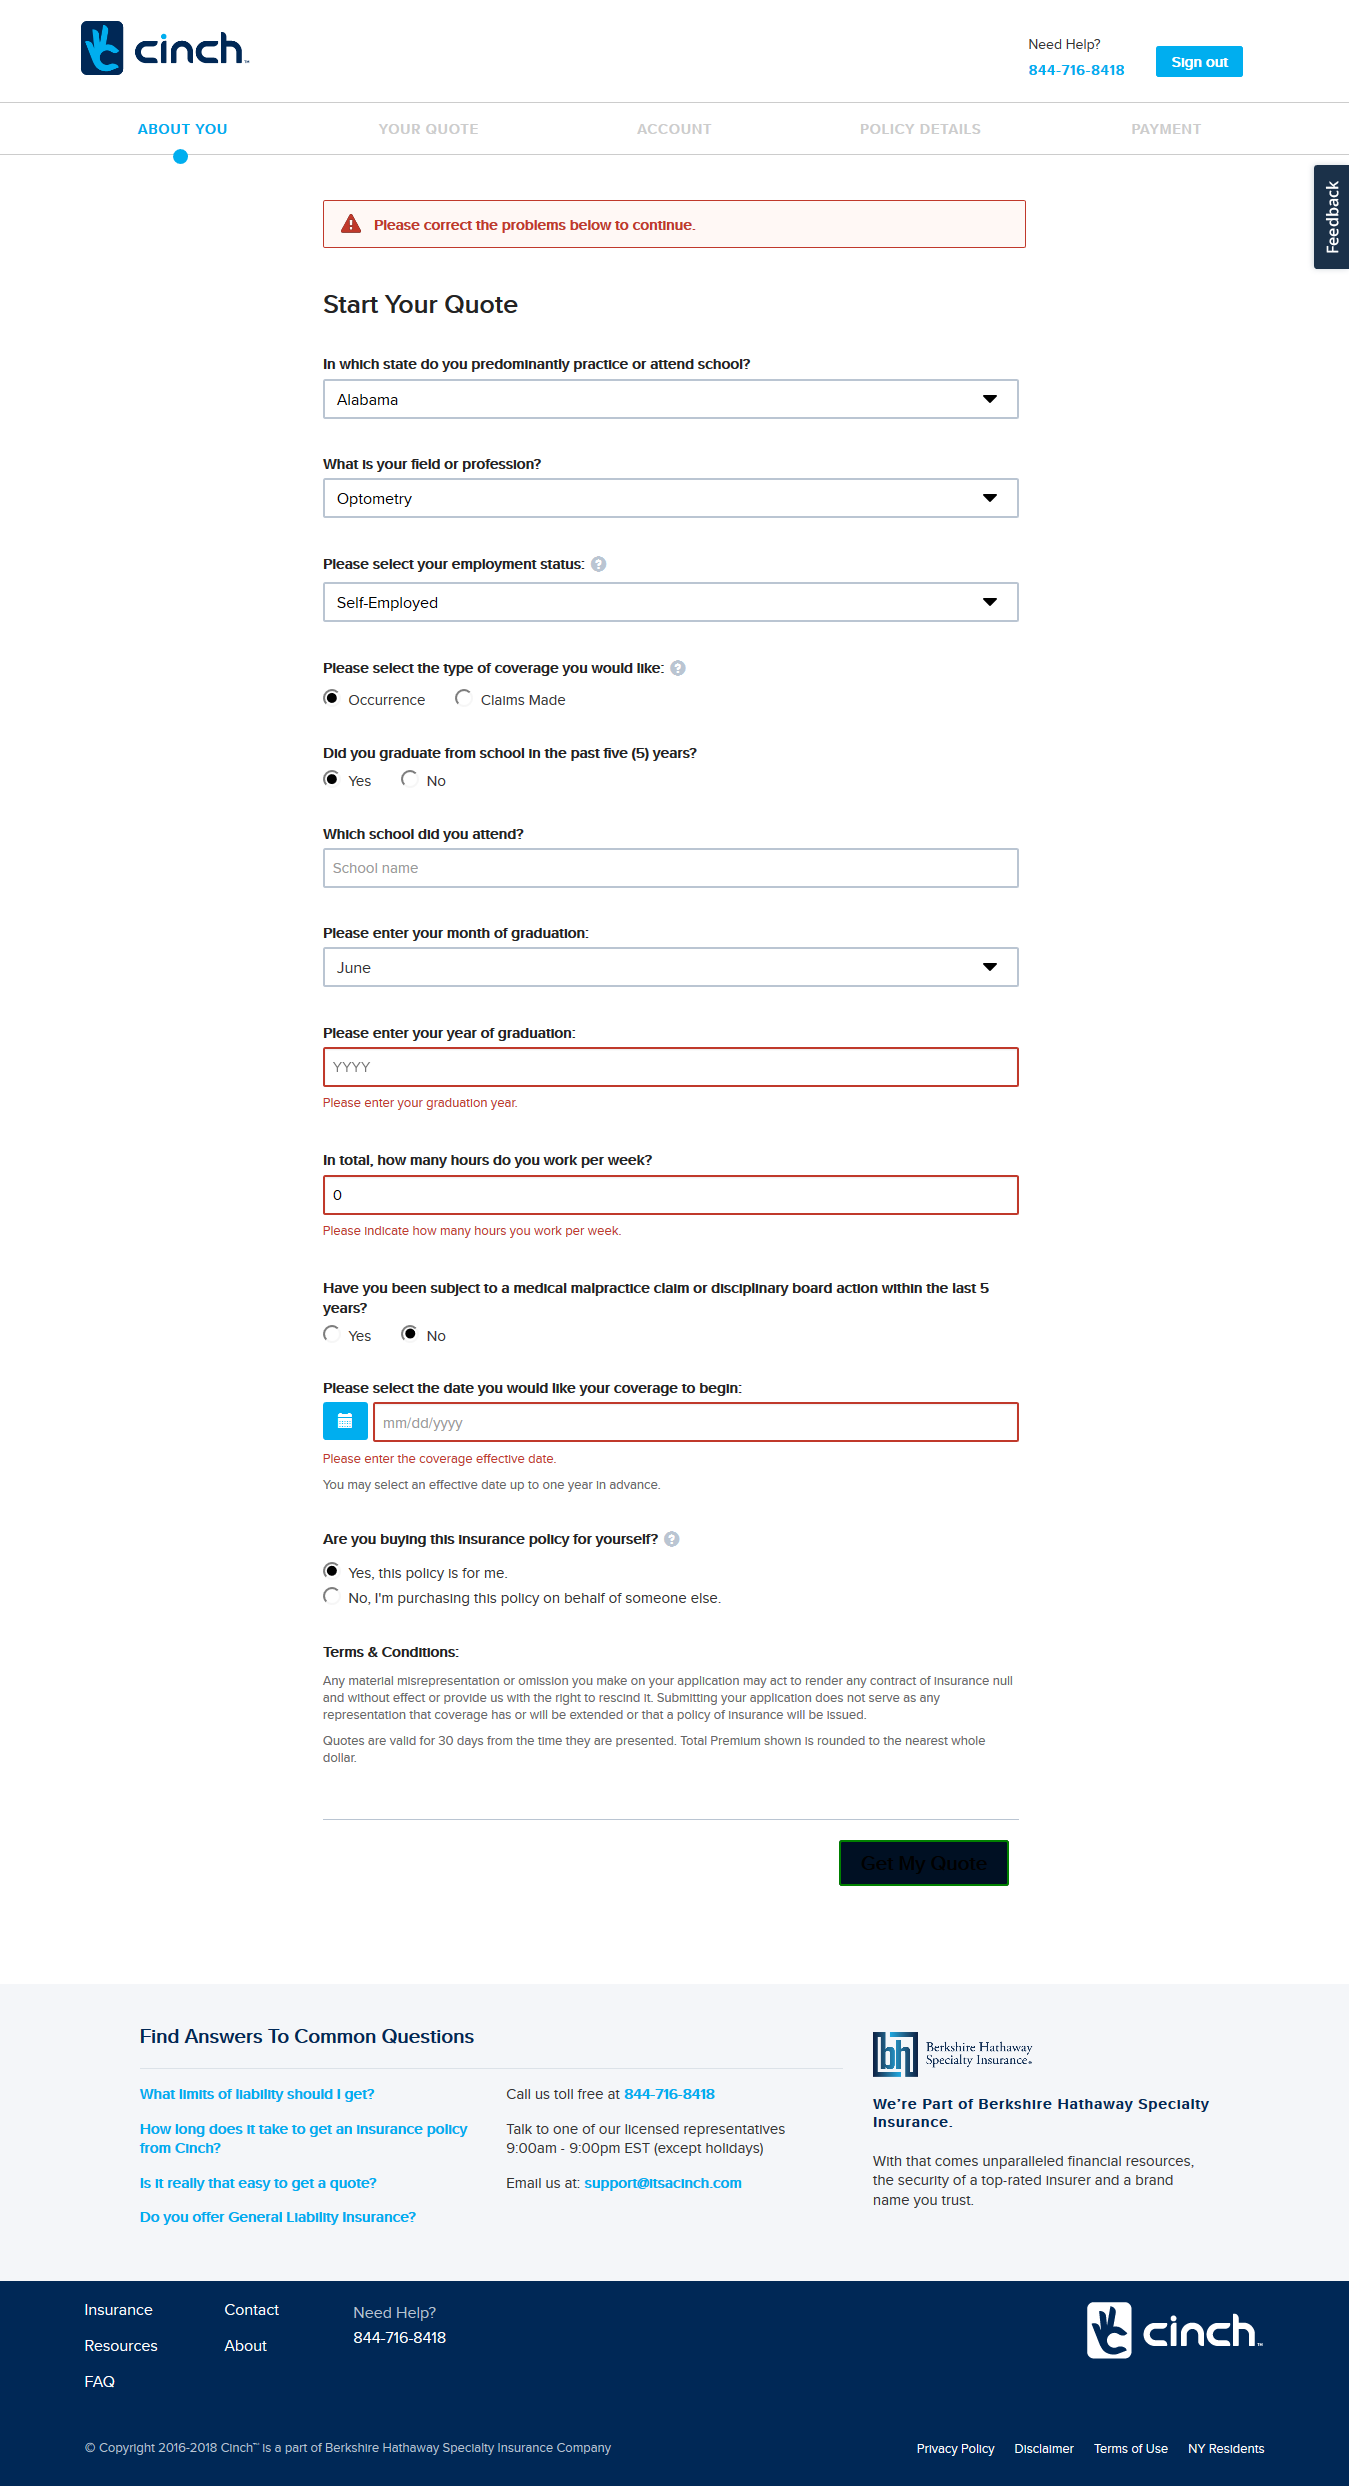 cinch™
Need Help?
844-716-8418
Sign out
ABOUT YOU
YOUR QUOTE
ACCOUNT
POLICY DETAILS
PAYMENT
Feedback
Please correct the problems below to continue.
Start Your Quote
In which state do you predominantly practice or attend school?
Alabama
What is your field or profession?
Optometry
Please select your employment status: ?
Self-Employed
Please select the type of coverage you would like: ?
Occurrence Claims Made
Did you graduate from school in the past five (5) years?
Yes No
Which school did you attend?
School name
Please enter your month of graduation:
June
Please enter your year of graduation:
YYYY
Please enter your graduation year.
In total, how many hours do you work per week?
0
Please indicate how many hours you work per week.
Have you been subject to a medical malpractice claim or disciplinary board action within the last 5
years?
Yes No
Please select the date you would like your coverage to begin:
mm/dd/yyyy
Please enter the coverage effective date.
You may select an effective date up to one year in advance.
Are you buying this insurance policy for yourself? ?
Yes, this policy is for me.
No, I'm purchasing this policy on behalf of someone else.
Terms & Conditions:
Any material misrepresentation or omission you make on your application may act to render any contract of insurance null
and without effect or provide us with the right to rescind it. Submitting your application does not serve as any
representation that coverage has or will be extended or that a policy of insurance will be issued.
Quotes are valid for 30 days from the time they are presented. Total Premium shown is rounded to the nearest whole
dollar.
Get My Quote
Find Answers To Common Questions
What limits of liability should I get?
How long does it take to get an insurance policy
from Cinch?
Is it really that easy to get a quote?
Do you offer General Liability Insurance?
Call us toll free at 844-716-8418
Talk to one of our licensed representatives
9:00am - 9:00pm EST (except holidays)
Email us at: support@itsacinch.com
bh
Berkshire Hathaway
Specialty Insurance®
We’re Part of Berkshire Hathaway Specialty
Insurance.
With that comes unparalleled financial resources,
the security of a top-rated insurer and a brand
name you trust.
Insurance
Resources
FAQ
Contact
About
Need Help?
844-716-8418
cinch™
© Copyright 2016-2018 Cinch™ is a part of Berkshire Hathaway Specialty Insurance Company
Privacy Policy Disclaimer Terms of Use NY Residents